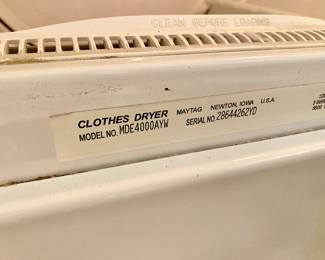 CLEAN BEFORE LOADING
CLOTHES DRYER MAYTAG NEWTON, IOWA U.S.A.
MODEL NO. MDE4000AYW SERIAL NO. 28644262YD